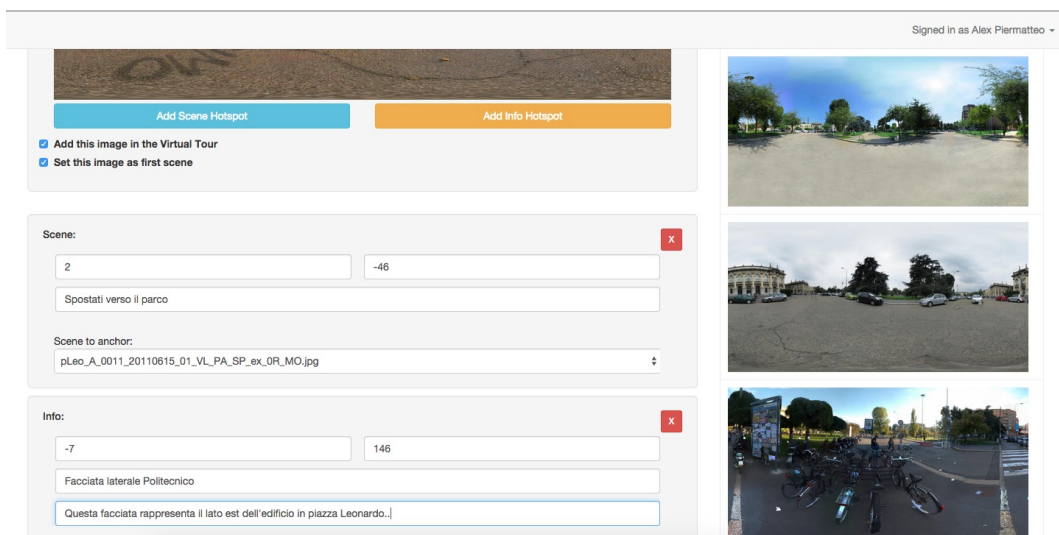 Signed in as Alex Piermatteo
Add Scene Hotspot
Add Info Hotspot
Add this image in the Virtual Tour
Set this image as first scene
Scene:
X
2
-46
Spostati verso il parco
Scene to anchor:
pLeo_A_0011_20110615_01_VL_PA_SP_ex_0R_MO.jpg
Info:
X
-7
146
Facciata laterale Politecnico
Questa facciata rappresenta il lato est dell'edificio in piazza Leonardo..